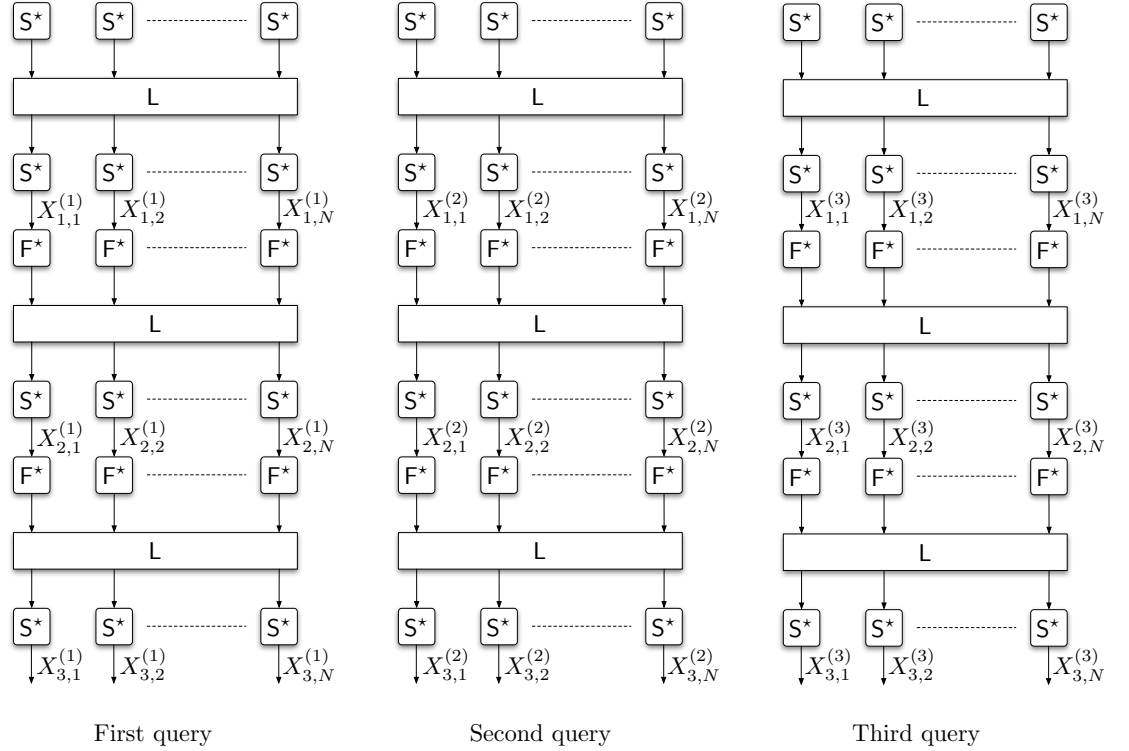 S⋆ S⋆ S⋆ S⋆ S⋆ S⋆ S⋆ S⋆ S⋆
L L L
S⋆ S⋆ S⋆ S⋆ S⋆ S⋆ S⋆ S⋆ S⋆
X_{1,1}^{(1)} X_{1,2}^{(1)} X_{1,N}^{(1)} X_{1,1}^{(2)} X_{1,2}^{(2)} X_{1,N}^{(2)} X_{1,1}^{(3)} X_{1,2}^{(3)} X_{1,N}^{(3)}
F⋆ F⋆ F⋆ F⋆ F⋆ F⋆ F⋆ F⋆ F⋆
L L L
S⋆ S⋆ S⋆ S⋆ S⋆ S⋆ S⋆ S⋆ S⋆
X_{2,1}^{(1)} X_{2,2}^{(1)} X_{2,N}^{(1)} X_{2,1}^{(2)} X_{2,2}^{(2)} X_{2,N}^{(2)} X_{2,1}^{(3)} X_{2,2}^{(3)} X_{2,N}^{(3)}
F⋆ F⋆ F⋆ F⋆ F⋆ F⋆ F⋆ F⋆ F⋆
L L L
S⋆ S⋆ S⋆ S⋆ S⋆ S⋆ S⋆ S⋆ S⋆
X_{3,1}^{(1)} X_{3,2}^{(1)} X_{3,N}^{(1)} X_{3,1}^{(2)} X_{3,2}^{(2)} X_{3,N}^{(2)} X_{3,1}^{(3)} X_{3,2}^{(3)} X_{3,N}^{(3)}
First query Second query Third query